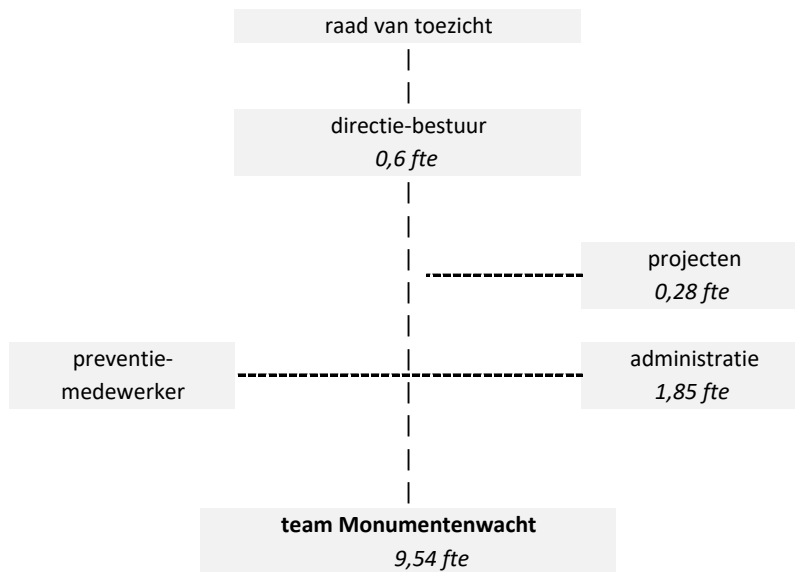 raad van toezicht
directie-bestuur
0,6 fte
projecten
0,28 fte
preventie-
medewerker
administratie
1,85 fte
team Monumentenwacht
9,54 fte